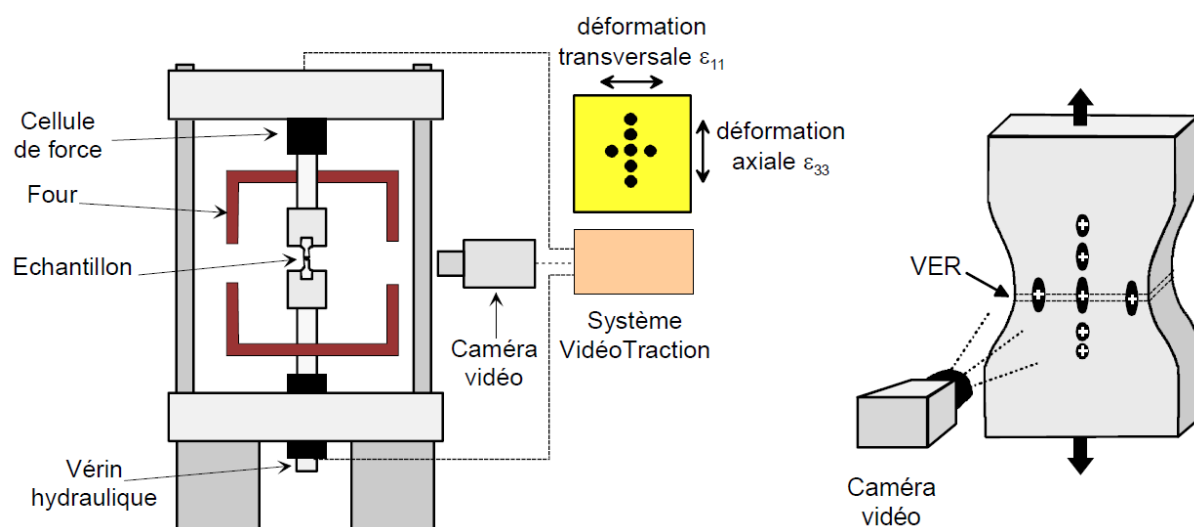 déformation
transversale ε11
déformation
axiale ε33
Cellule
de force
Four
Echantillon
Caméra
vidéo
Système
VidéoTraction
Vérin
hydraulique
VER
Caméra
vidéo